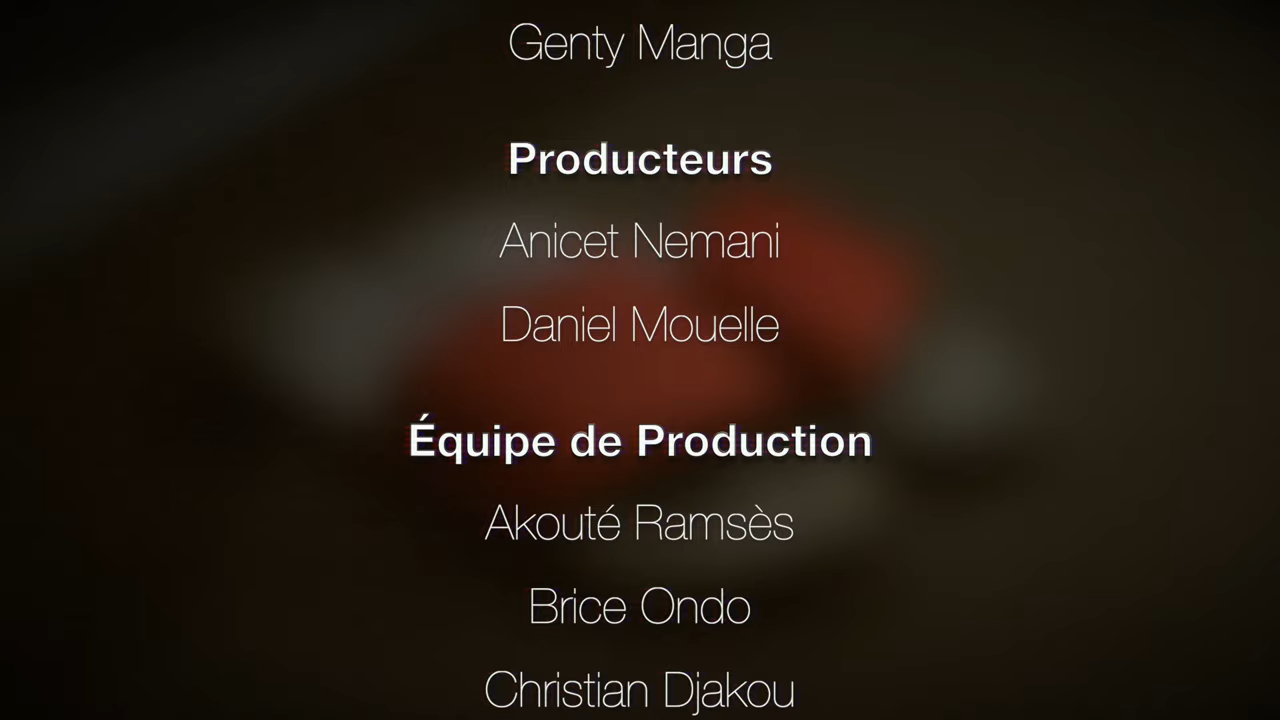 Genty Manga
Producteurs
Anicet Nemani
Daniel Mouelle
Équipe de Production
Akouté Ramsès
Brice Ondo
Christian Djakou